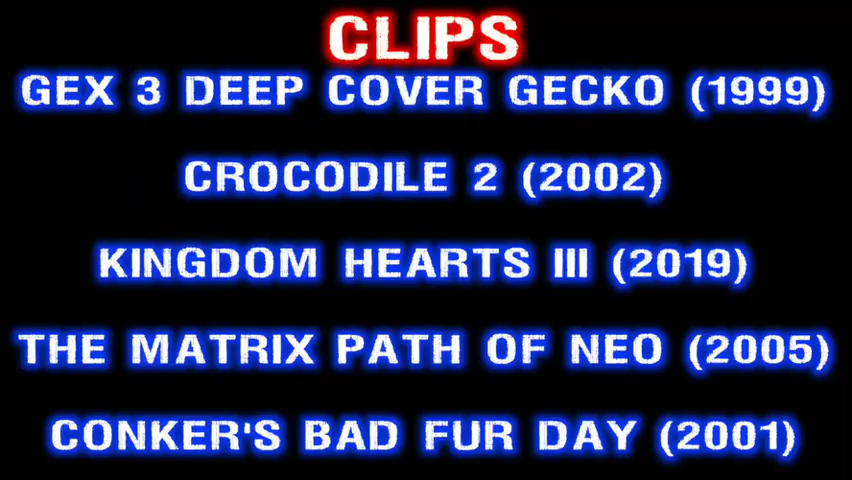 CLIPS
GEX 3 DEEP COVER GECKO (1999)
CROCODILE 2 (2002)
KINGDOM HEARTS III (2019)
THE MATRIX PATH OF NEO (2005)
CONKER'S BAD FUR DAY (2001)